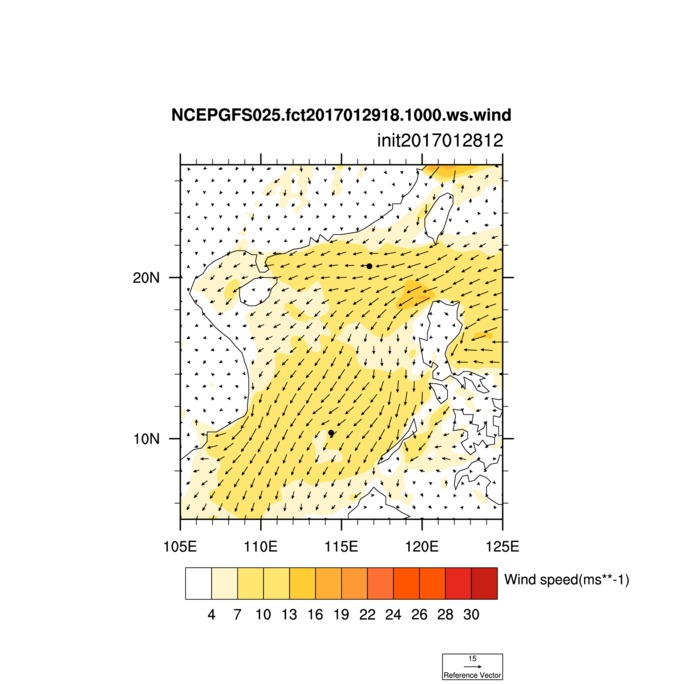 NCEPGFS025.fct2017012918.1000.ws.wind
init2017012812
20N
10N
105E 110E 115E 120E 125E
Wind speed(ms**-1)
4 7 10 13 16 19 22 24 26 28 30
15
Reference Vector